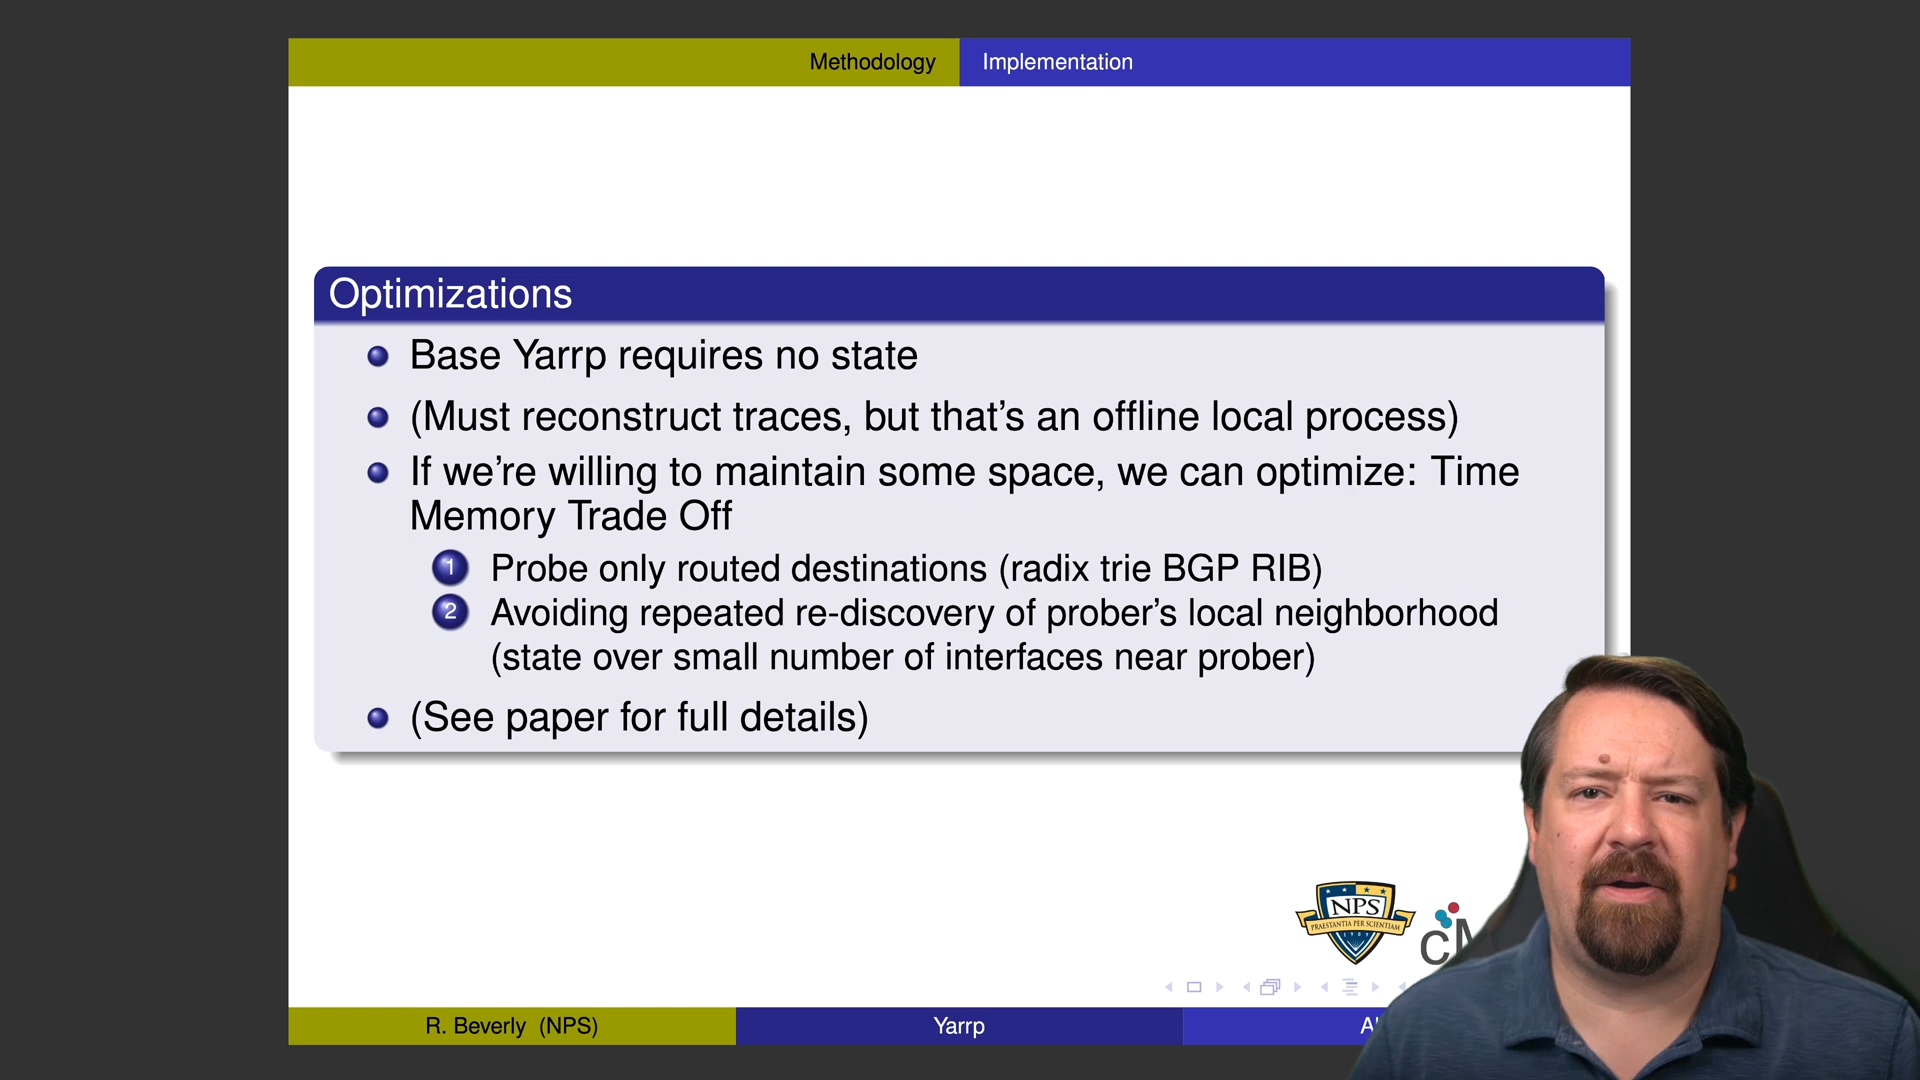 Methodology Implementation
Optimizations
Base Yarrp requires no state
(Must reconstruct traces, but that's an offline local process)
If we're willing to maintain some space, we can optimize: Time
Memory Trade Off
1 Probe only routed destinations (radix trie BGP RIB)
2 Avoiding repeated re-discovery of prober's local neighborhood
(state over small number of interfaces near prober)
(See paper for full details)
NPS
PRAESTANTIA PER SCIENTIAM
1909
R. Beverly (NPS) Yarrp